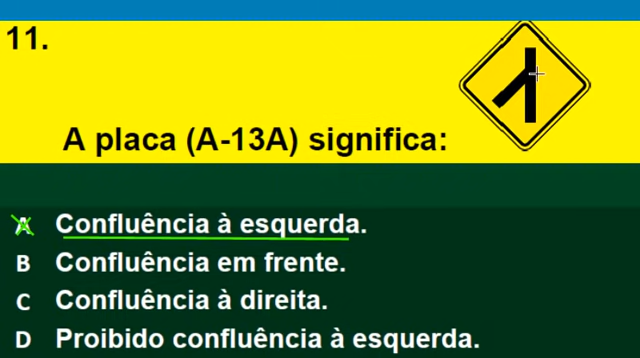 11.
A placa (A-13A) significa:
A Confluência à esquerda.
B Confluência em frente.
C Confluência à direita.
D Proibido confluência à esquerda.